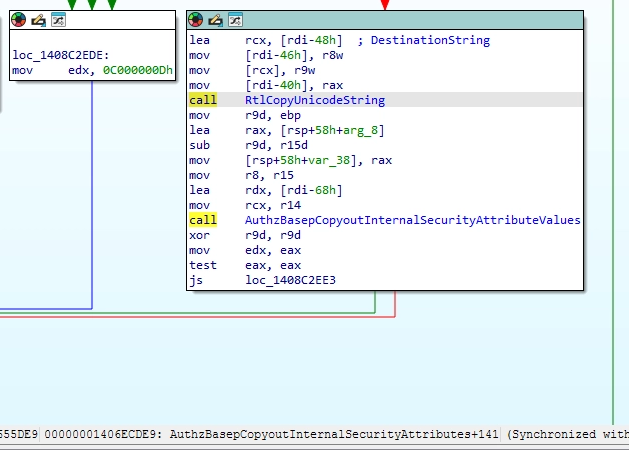 loc_1408C2EDE:
mov edx, 0C000000Dh
lea rcx, [rdi-48h] ; DestinationString
mov [rdi-46h], r8w
mov [rcx], r9w
mov [rdi-40h], rax
call RtlCopyUnicodeString
mov r9d, ebp
lea rax, [rsp+58h+arg_8]
sub r9d, r15d
mov [rsp+58h+var_38], rax
mov r8, r15
lea rdx, [rdi-68h]
mov rcx, r14
call AuthzBasepCopyoutInternalSecurityAttributeValues
xor r9d, r9d
mov edx, eax
test eax, eax
js loc_1408C2EE3
555DE9 00000001406ECDE9: AuthzBasepCopyoutInternalSecurityAttributes+141 (Synchronized with